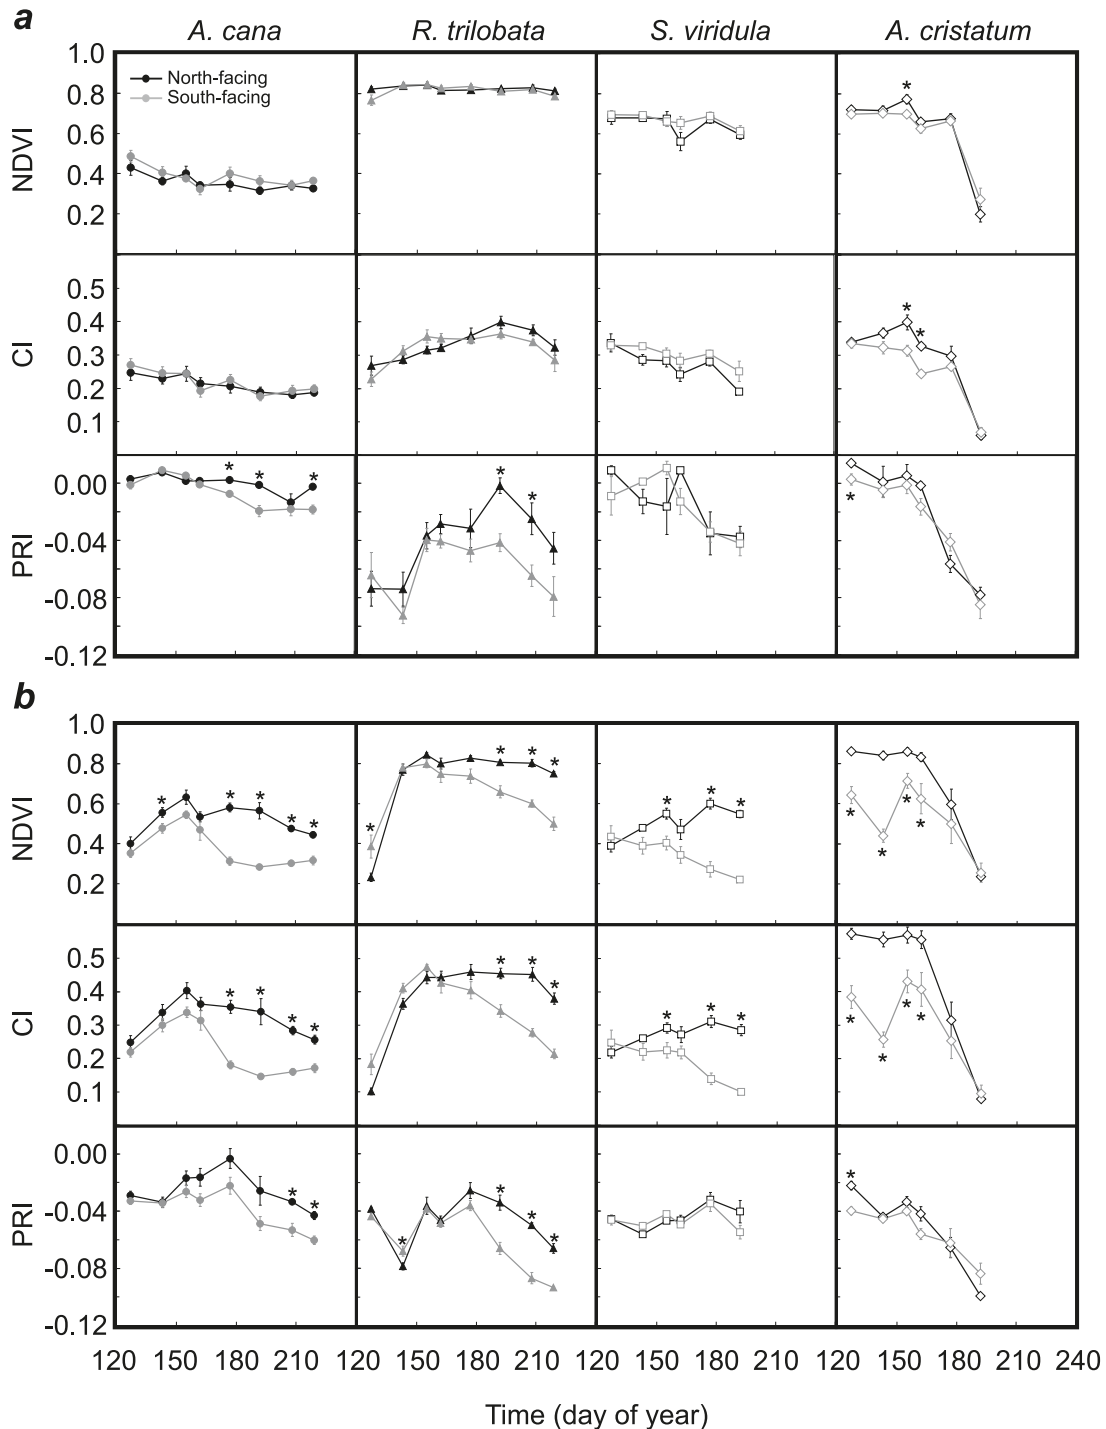 a
A. cana R. trilobata S. viridula A. cristatum
North-facing
South-facing
NDVI
1.0
0.8
0.6
0.4
0.2
*
CI
0.5
0.4
0.3
0.2
0.1
* *
PRI
0.00
-0.04
-0.08
-0.12
* * * * * *
b
NDVI
1.0
0.8
0.6
0.4
0.2
* * * * * * * * * * * * * * * *
CI
0.5
0.4
0.3
0.2
0.1
* * * * * * * * * * * * * *
PRI
0.00
-0.04
-0.08
-0.12
* * * * * * *
120 150 180 210 120 150 180 210 120 150 180 210 120 150 180 210 240
Time (day of year)